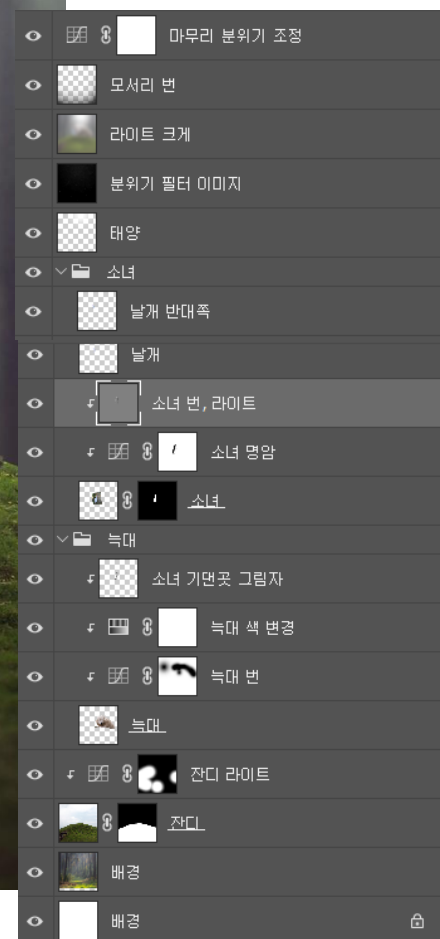 마무리 분위기 조정
모서리 번
라이트 크게
분위기 필터 이미지
태양
소녀
날개 반대쪽
날개
소녀 번, 라이트
소녀 명암
소녀
늑대
소녀 기댄곳 그림자
늑대 색 변경
늑대 번
늑대
잔디 라이트
잔디
배경
배경